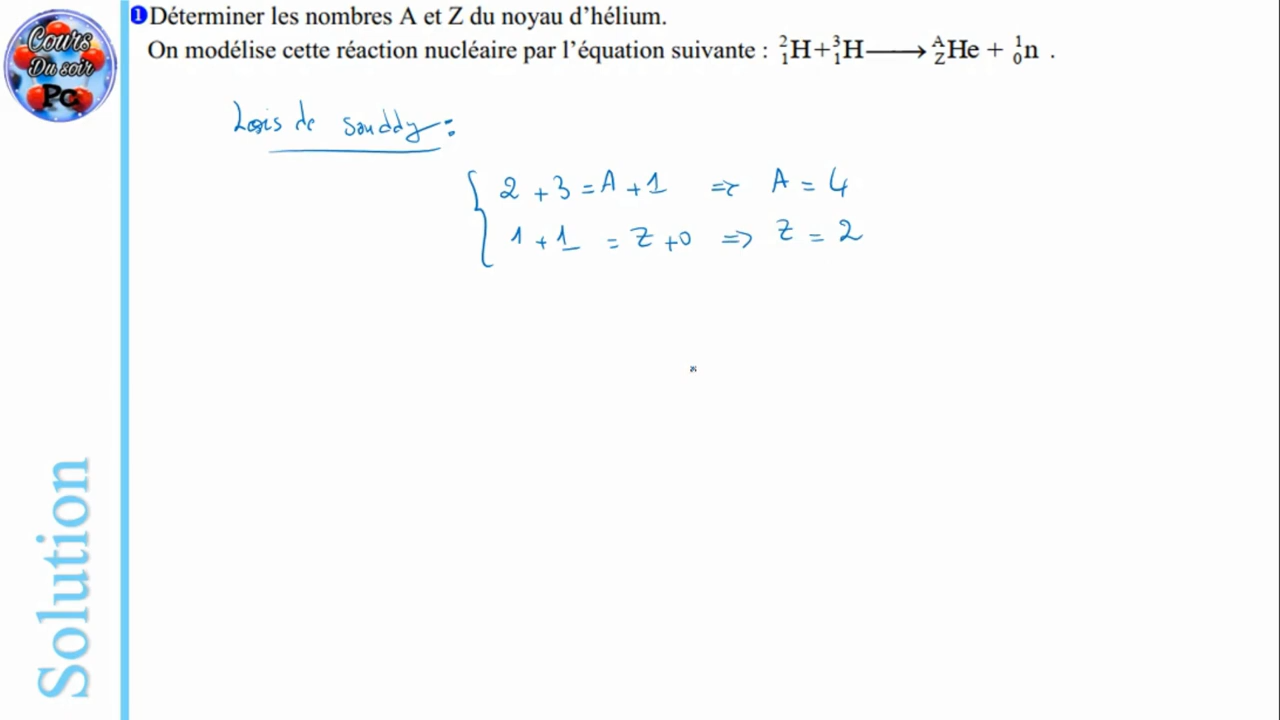 Cours
Du soir
PC
❶Déterminer les nombres A et Z du noyau d’hélium.
On modélise cette réaction nucléaire par l’équation suivante : ²₁H+³₁H⟶ ᴬ_ZHe + ¹₀n .
Lois de souddy :
2 + 3 = A + 1 => A = 4
1 + 1 = Z + 0 => Z = 2
Solution